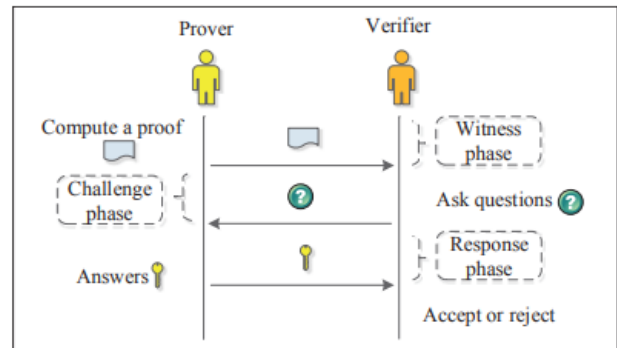 Prover
Verifier
Compute a proof
Witness
phase
Challenge
phase
?
Ask questions ?
Response
phase
Answers
Accept or reject